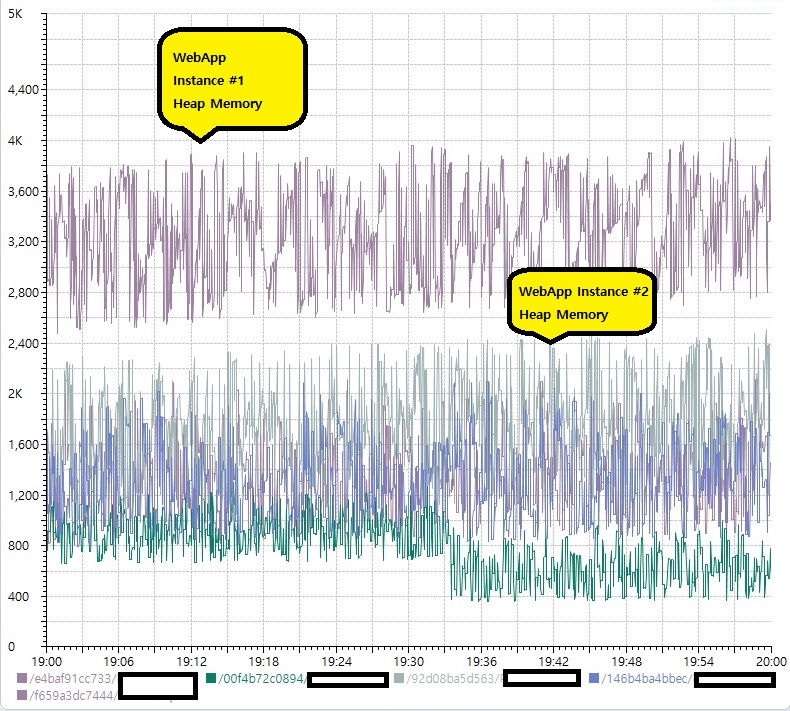 5K
4,400
4K
3,600
3,200
2,800
2,400
2K
1,600
1,200
800
400
0
WebApp
Instance #1
Heap Memory
WebApp Instance #2
Heap Memory
19:00 19:06 19:12 19:18 19:24 19:30 19:36 19:42 19:48 19:54 20:00
/e4baf91cc733/ /00f4b72c0894/ /92d08ba5d563/ /146b4ba4bbec/
/f659a3dc7444/